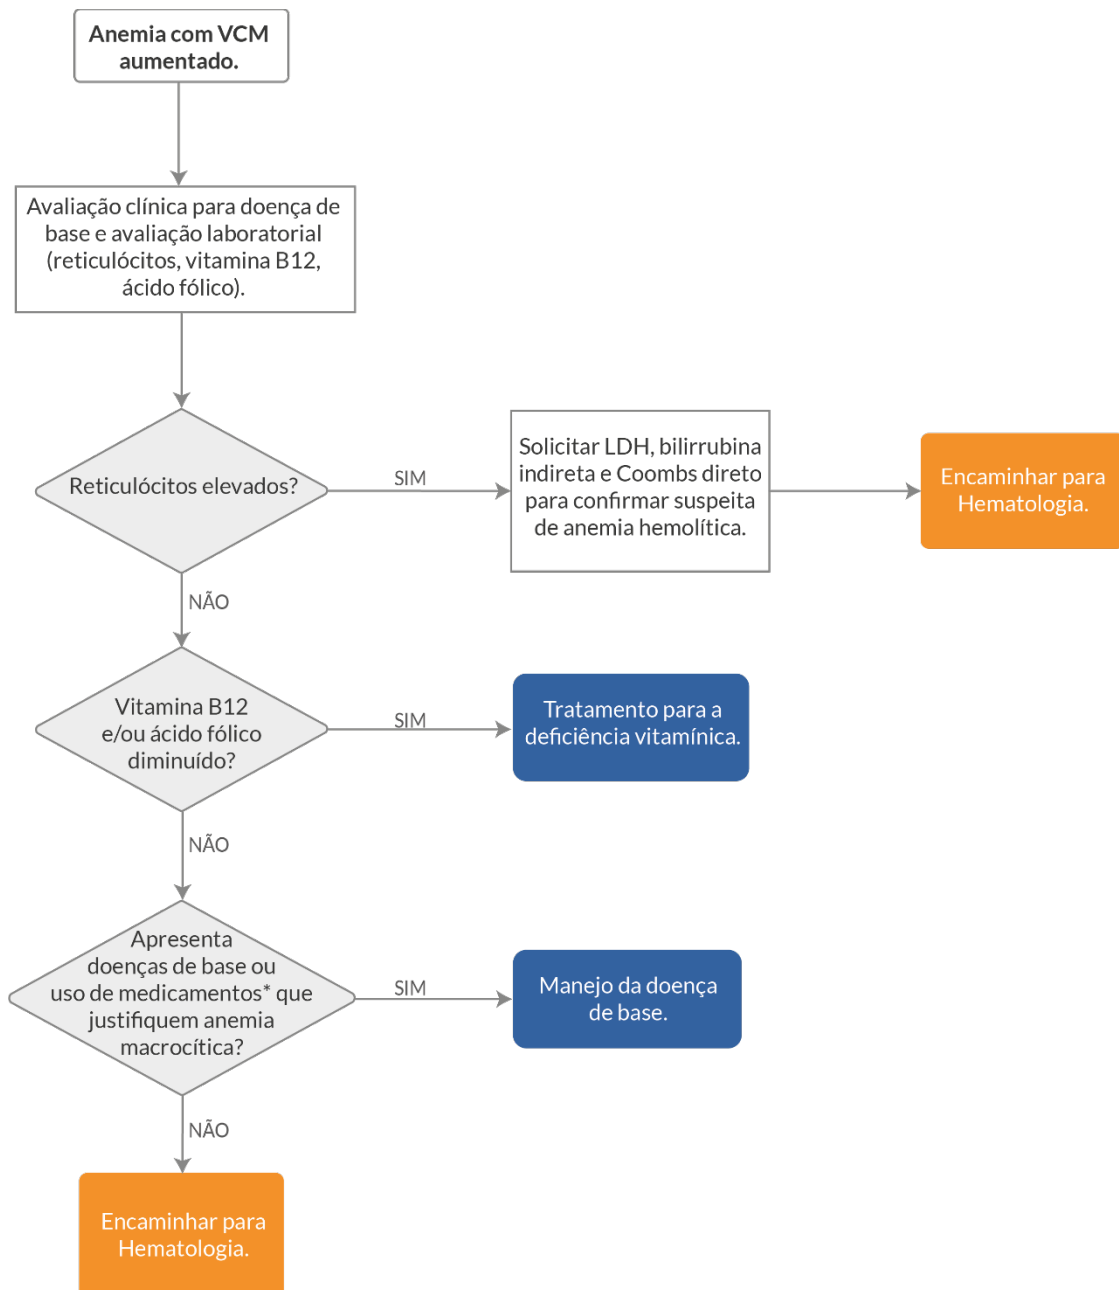 Anemia com VCM
aumentado.
Avaliação clínica para doença de
base e avaliação laboratorial
(reticulócitos, vitamina B12,
ácido fólico).
Reticulócitos elevados?
SIM
Solicitar LDH, bilirrubina
indireta e Coombs direto
para confirmar suspeita
de anemia hemolítica.
Encaminhar para
Hematologia.
NÃO
Vitamina B12
e/ou ácido fólico
diminuído?
SIM
Tratamento para a
deficiência vitamínica.
NÃO
Apresenta
doenças de base ou
uso de medicamentos* que
justifiquem anemia
macrocítica?
SIM
Manejo da doença
de base.
NÃO
Encaminhar para
Hematologia.